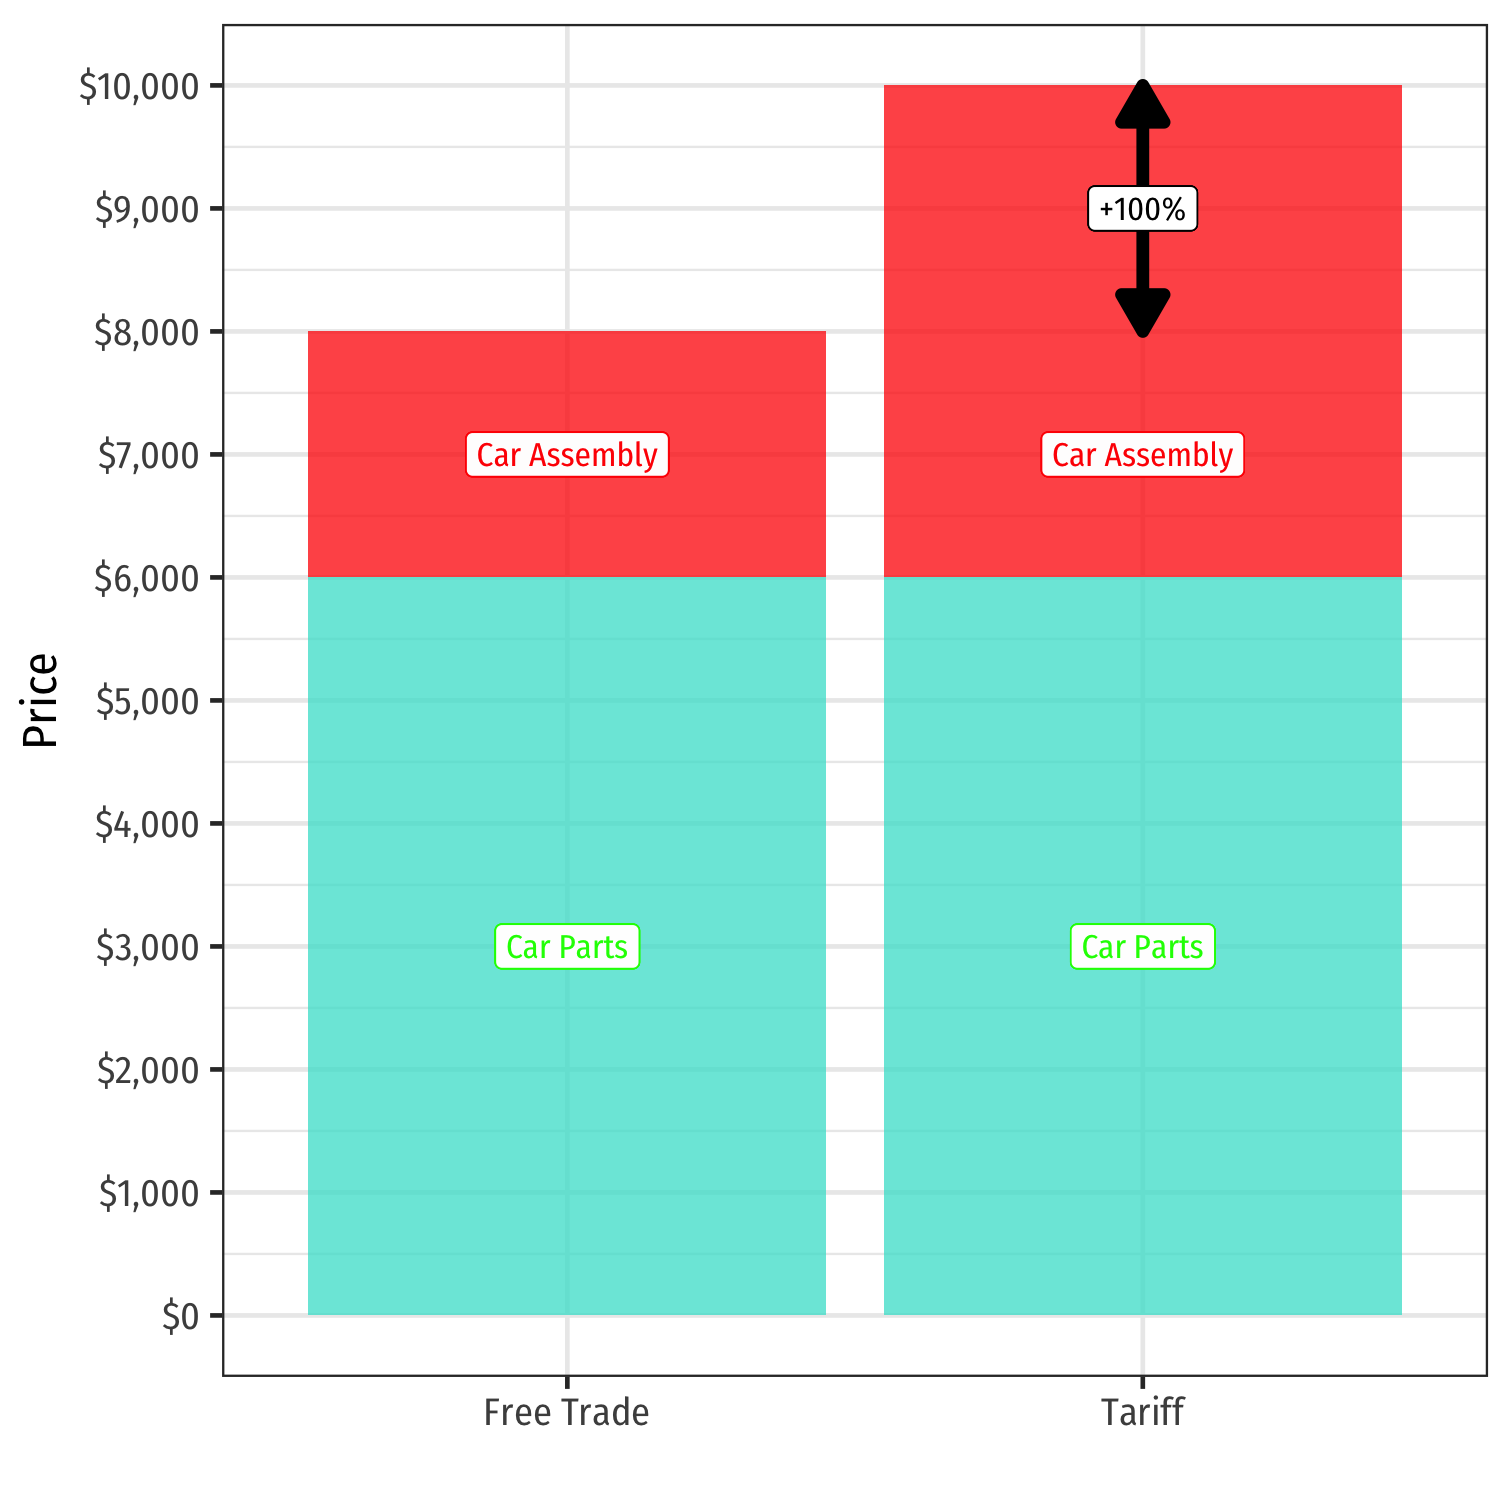 Price
$10,000
$9,000
$8,000
$7,000
$6,000
$5,000
$4,000
$3,000
$2,000
$1,000
$0
+100%
Car Assembly
Car Assembly
Car Parts
Car Parts
Free Trade
Tariff